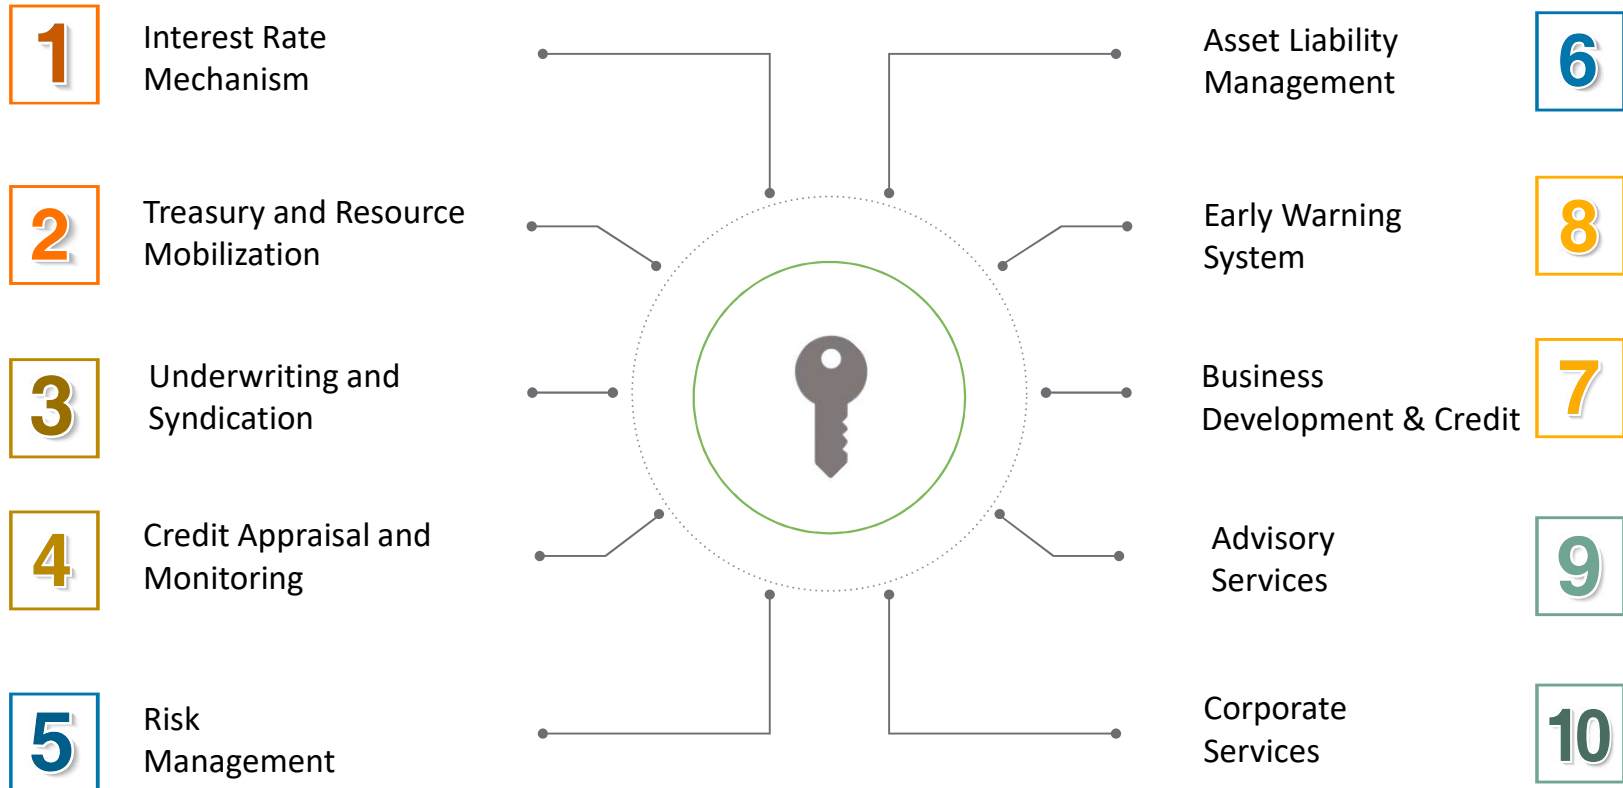 1
Interest Rate
Mechanism
2
Treasury and Resource
Mobilization
3
Underwriting and
Syndication
4
Credit Appraisal and
Monitoring
5
Risk
Management
Asset Liability
Management
6
Early Warning
System
8
Business
Development & Credit
7
Advisory
Services
9
Corporate
Services
10